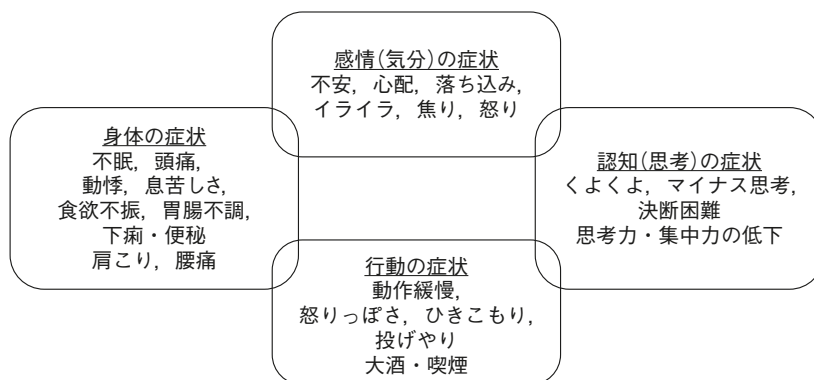 感情（気分）の症状
不安，心配，落ち込み，
イライラ，焦り，怒り
身体の症状
不眠，頭痛，
動悸，息苦しさ，
食欲不振，胃腸不調，
下痢・便秘
肩こり，腰痛
認知（思考）の症状
くよくよ，マイナス思考，
決断困難
思考力・集中力の低下
行動の症状
動作緩慢，
怒りっぽさ，ひきこもり，
投げやり
大酒・喫煙